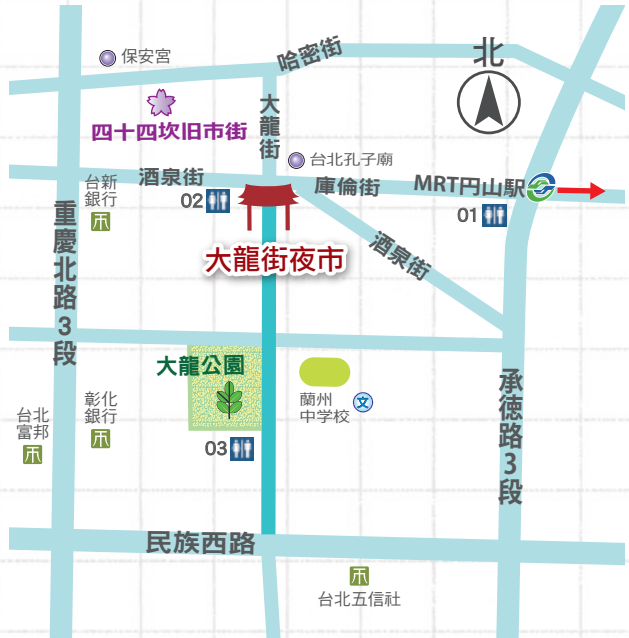 保安宮
哈密街
北
四十四坎旧市街
大龍街
台北孔子廟
台新
銀行
酒泉街
庫倫街
MRT円山駅
02
01
重慶北路3段
大龍街夜市
酒泉街
大龍公園
蘭州
中学校
文
承徳路3段
彰化
銀行
台北
富邦
03
民族西路
台北五信社